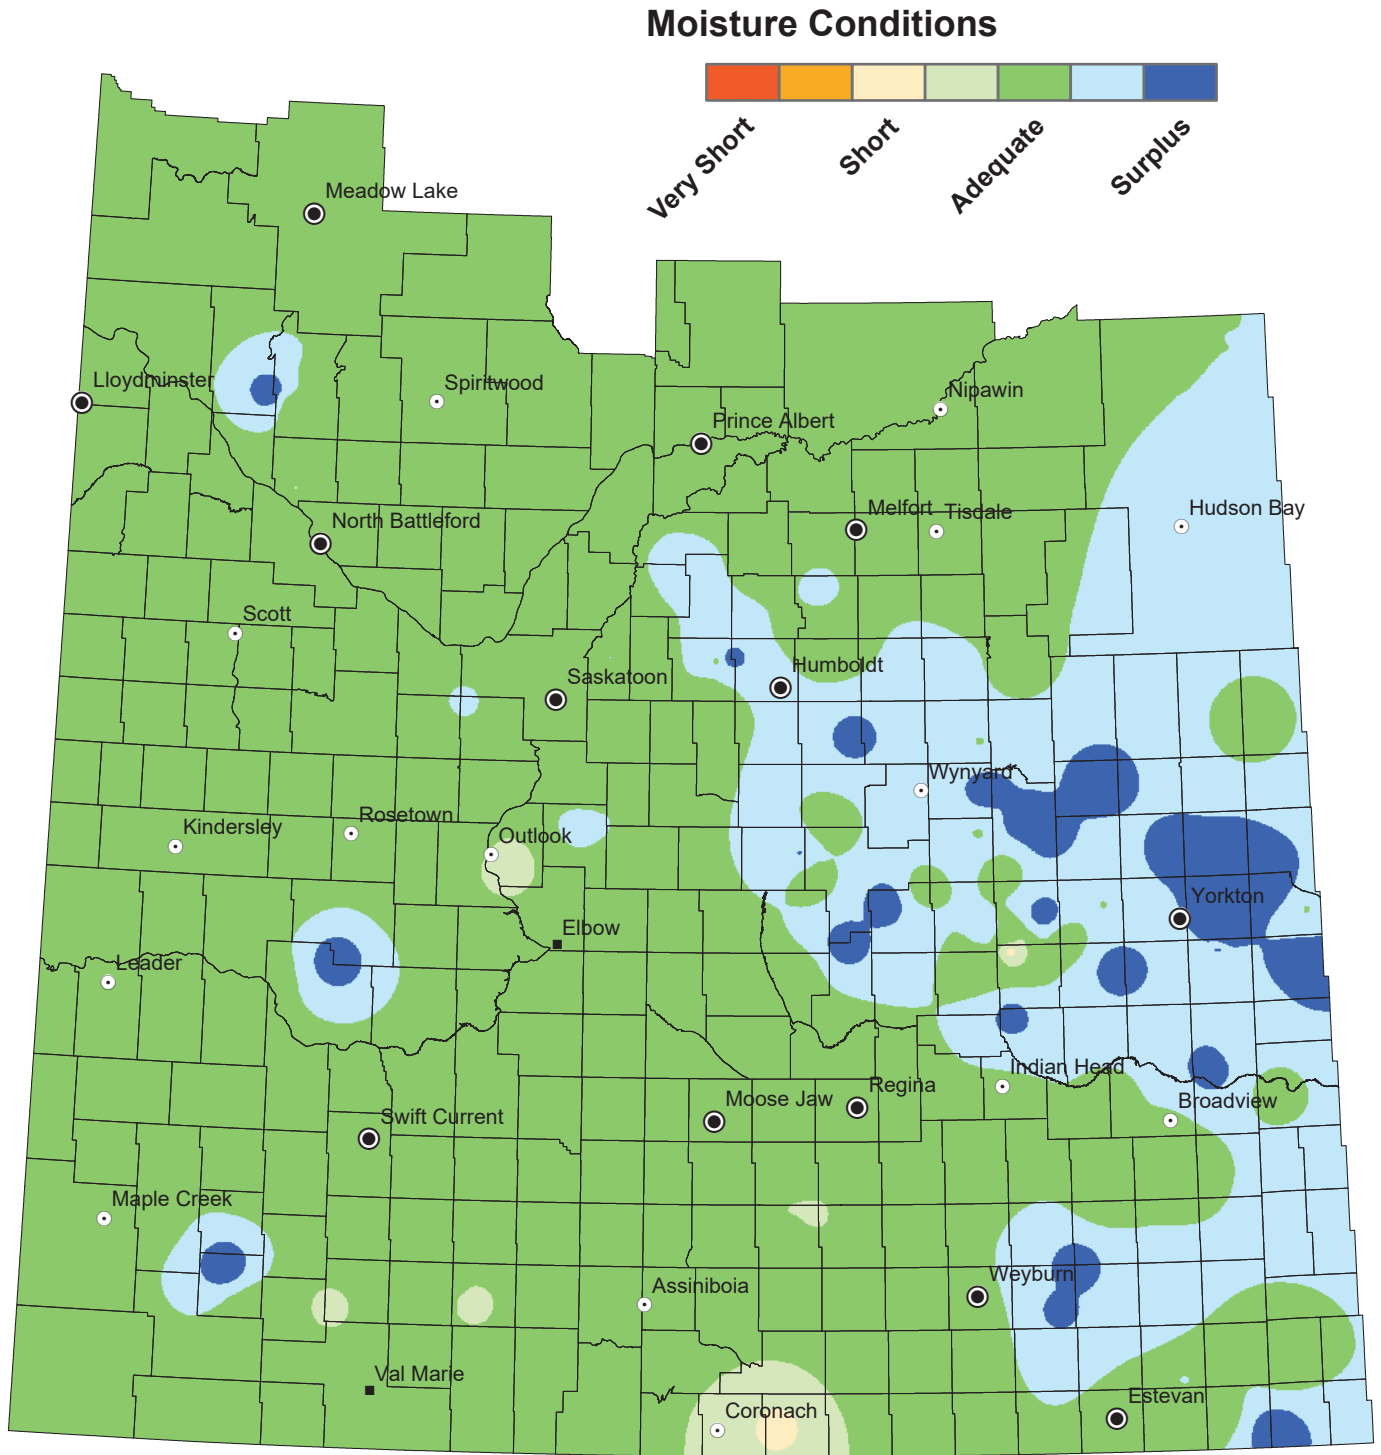 Moisture Conditions
Very Short
Short
Adequate
Surplus
Meadow Lake
Lloydminster
Spiritwood
Nipawin
Prince Albert
North Battleford
Melfort
Tisdale
Hudson Bay
Scott
Saskatoon
Humboldt
Wynyard
Kindersley
Rosetown
Outlook
Yorkton
Elbow
Leader
Indian Head
Regina
Moose Jaw
Broadview
Swift Current
Maple Creek
Assiniboia
Weyburn
Val Marie
Coronach
Estevan